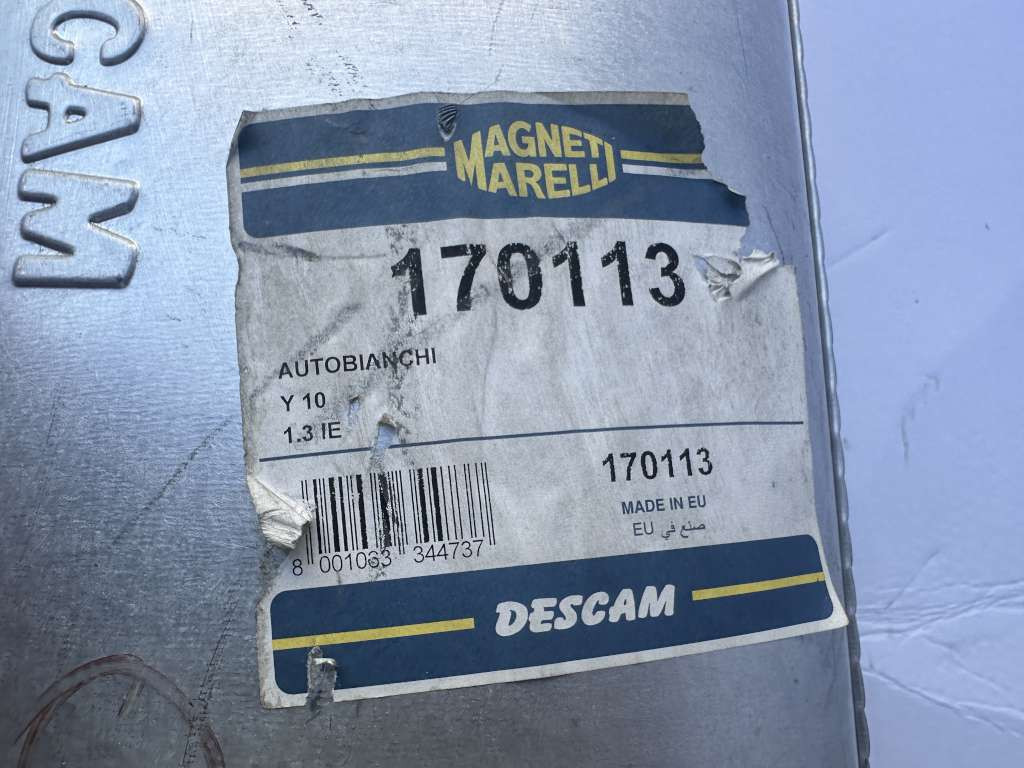 CAM
MAGNETI
MARELLI
170113
AUTOBIANCHI
Y 10
1.3 IE
170113
MADE IN EU
صنع في EU
8 001063 344737
DESCAM